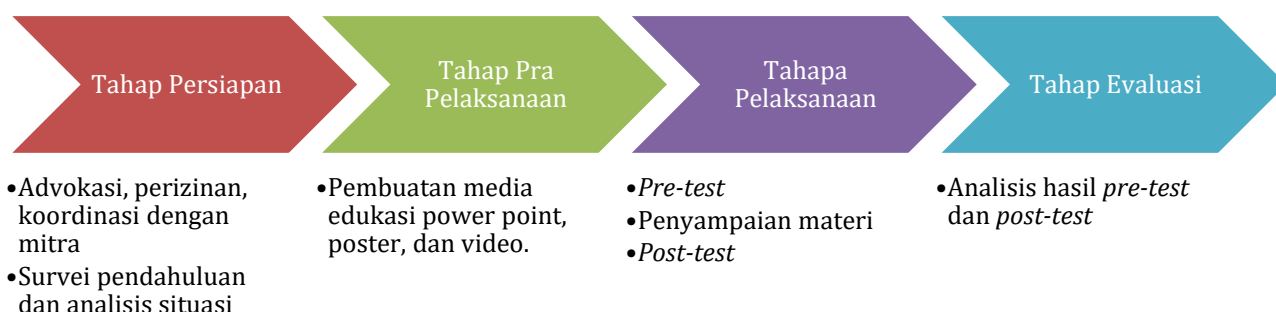 Tahap Persiapan
•Advokasi, perizinan,
koordinasi dengan
mitra
•Survei pendahuluan
dan analisis situasi
Tahap Pra
Pelaksanaan
•Pembuatan media
edukasi power point,
poster, dan video.
Tahapa
Pelaksanaan
•Pre-test
•Penyampaian materi
•Post-test
Tahap Evaluasi
•Analisis hasil pre-test
dan post-test